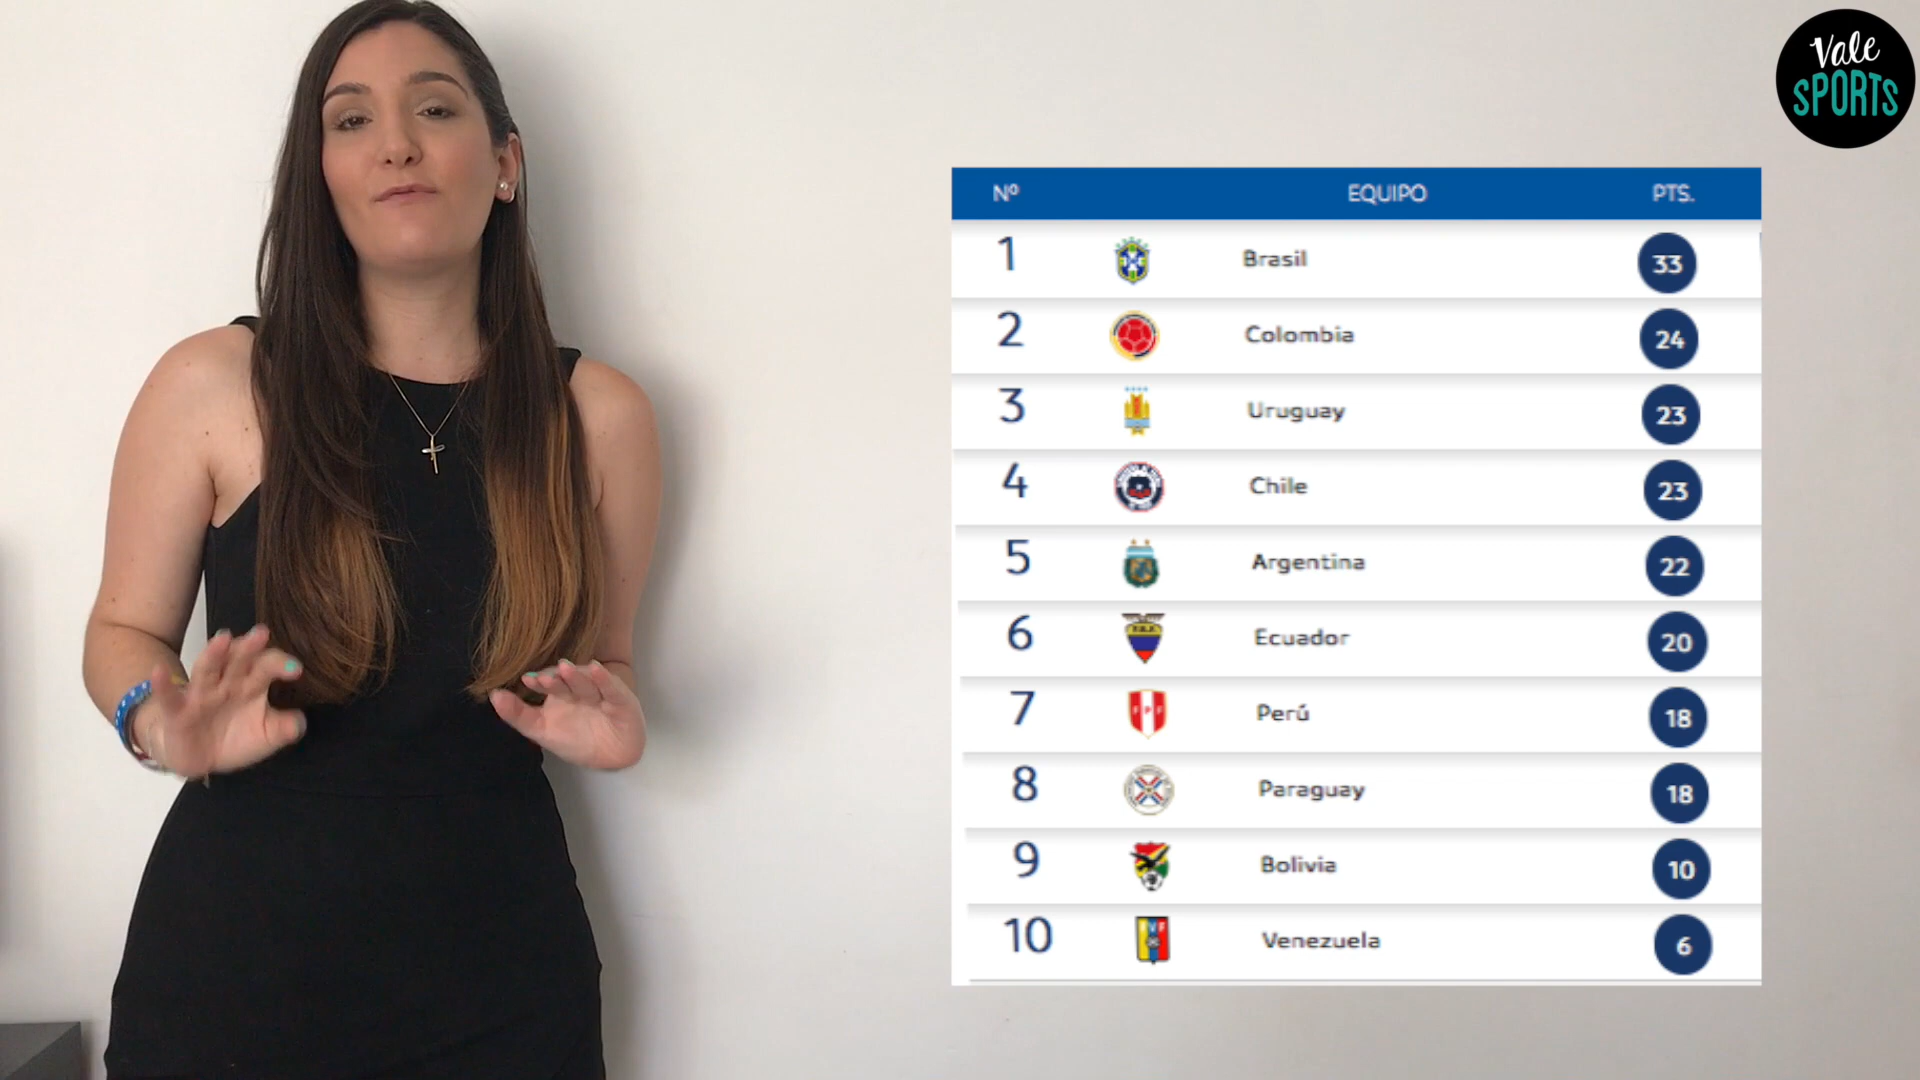 Vale
SPORTS
Nº EQUIPO PTS.
1 Brasil 33
2 Colombia 24
3 Uruguay 23
4 Chile 23
5 Argentina 22
6 Ecuador 20
7 Perú 18
8 Paraguay 18
9 Bolivia 10
10 Venezuela 6